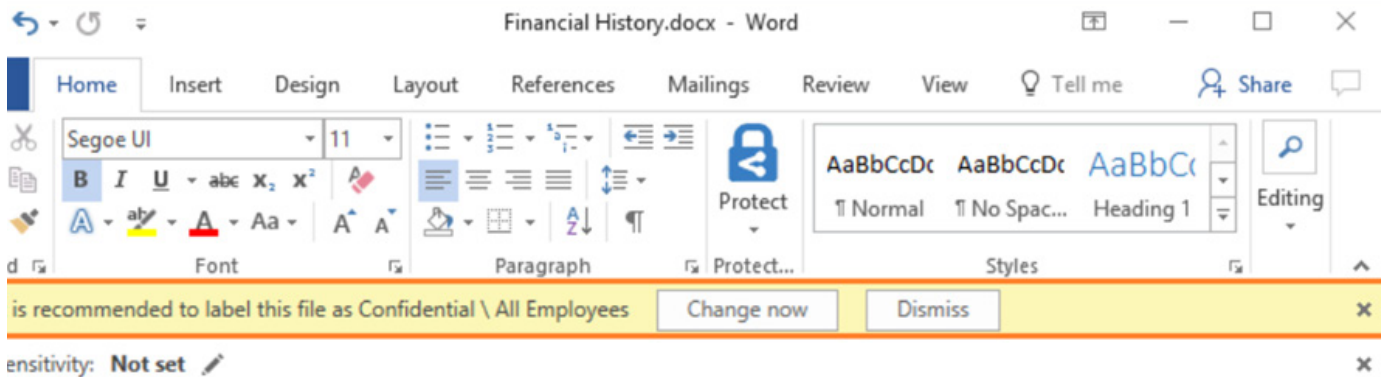 Financial History.docx - Word
Home Insert Design Layout References Mailings Review View Tell me Share
Segoe UI 11
B I U abc X₂ X²
A aby A Aa A A A Z ¶
Protect
AaBbCcDc AaBbCcDc AaBbC
¶ Normal ¶ No Spac... Heading 1
Editing
d Font Paragraph Protect... Styles
is recommended to label this file as Confidential \ All Employees Change now Dismiss
ensitivity: Not set